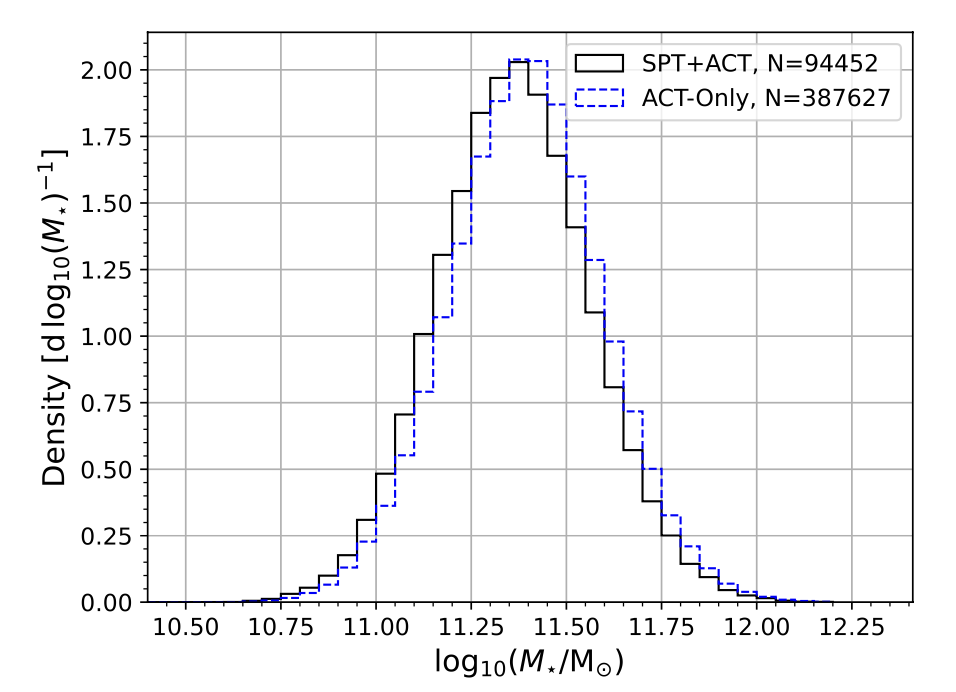 SPT+ACT, N=94452
ACT-Only, N=387627
Density [d log₁₀(M⋆)⁻¹]
2.00
1.75
1.50
1.25
1.00
0.75
0.50
0.25
0.00
10.50 10.75 11.00 11.25 11.50 11.75 12.00 12.25
log₁₀(M⋆/M⊙)